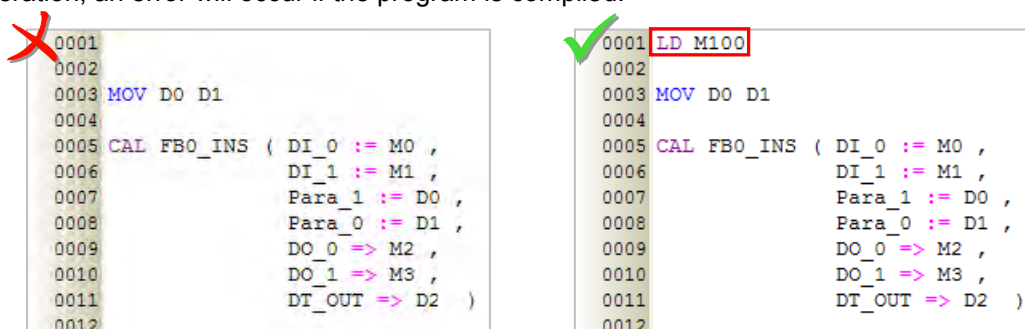 eration, an error will occur if the program is compiled.
0001
0002
0003 MOV D0 D1
0004
0005 CAL FB0_INS ( DI_0 := M0 ,
0006 DI_1 := M1 ,
0007 Para_1 := D0 ,
0008 Para_0 := D1 ,
0009 DO_0 => M2 ,
0010 DO_1 => M3 ,
0011 DT_OUT => D2 )
0012
0001 LD M100
0002
0003 MOV D0 D1
0004
0005 CAL FB0_INS ( DI_0 := M0 ,
0006 DI_1 := M1 ,
0007 Para_1 := D0 ,
0008 Para_0 := D1 ,
0009 DO_0 => M2 ,
0010 DO_1 => M3 ,
0011 DT_OUT => D2 )
0012